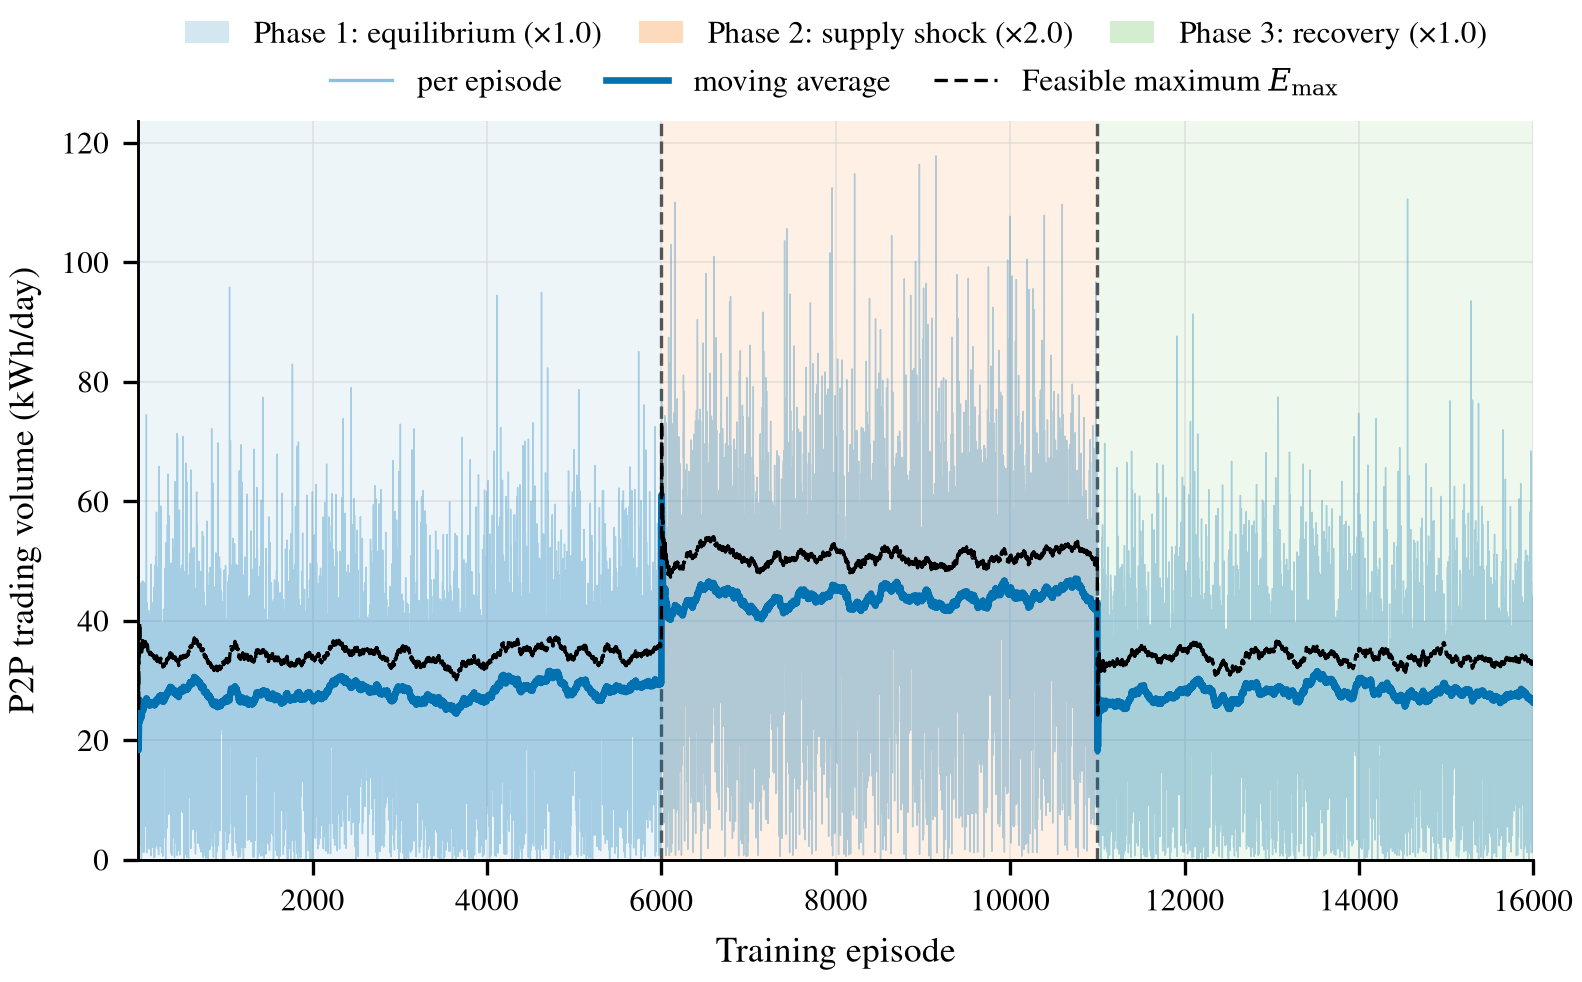 Phase 1: equilibrium (×1.0) Phase 2: supply shock (×2.0) Phase 3: recovery (×1.0)
per episode moving average Feasible maximum E_max
120
100
80
60
40
20
0
P2P trading volume (kWh/day)
2000 4000 6000 8000 10000 12000 14000 16000
Training episode